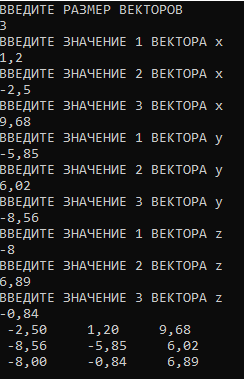 ВВЕДИТЕ РАЗМЕР ВЕКТОРОВ
3
ВВЕДИТЕ ЗНАЧЕНИЕ 1 ВЕКТОРА x
1,2
ВВЕДИТЕ ЗНАЧЕНИЕ 2 ВЕКТОРА x
-2,5
ВВЕДИТЕ ЗНАЧЕНИЕ 3 ВЕКТОРА x
9,68
ВВЕДИТЕ ЗНАЧЕНИЕ 1 ВЕКТОРА y
-5,85
ВВЕДИТЕ ЗНАЧЕНИЕ 2 ВЕКТОРА y
6,02
ВВЕДИТЕ ЗНАЧЕНИЕ 3 ВЕКТОРА y
-8,56
ВВЕДИТЕ ЗНАЧЕНИЕ 1 ВЕКТОРА z
-8
ВВЕДИТЕ ЗНАЧЕНИЕ 2 ВЕКТОРА z
6,89
ВВЕДИТЕ ЗНАЧЕНИЕ 3 ВЕКТОРА z
-0,84
-2,50 1,20 9,68
-8,56 -5,85 6,02
-8,00 -0,84 6,89